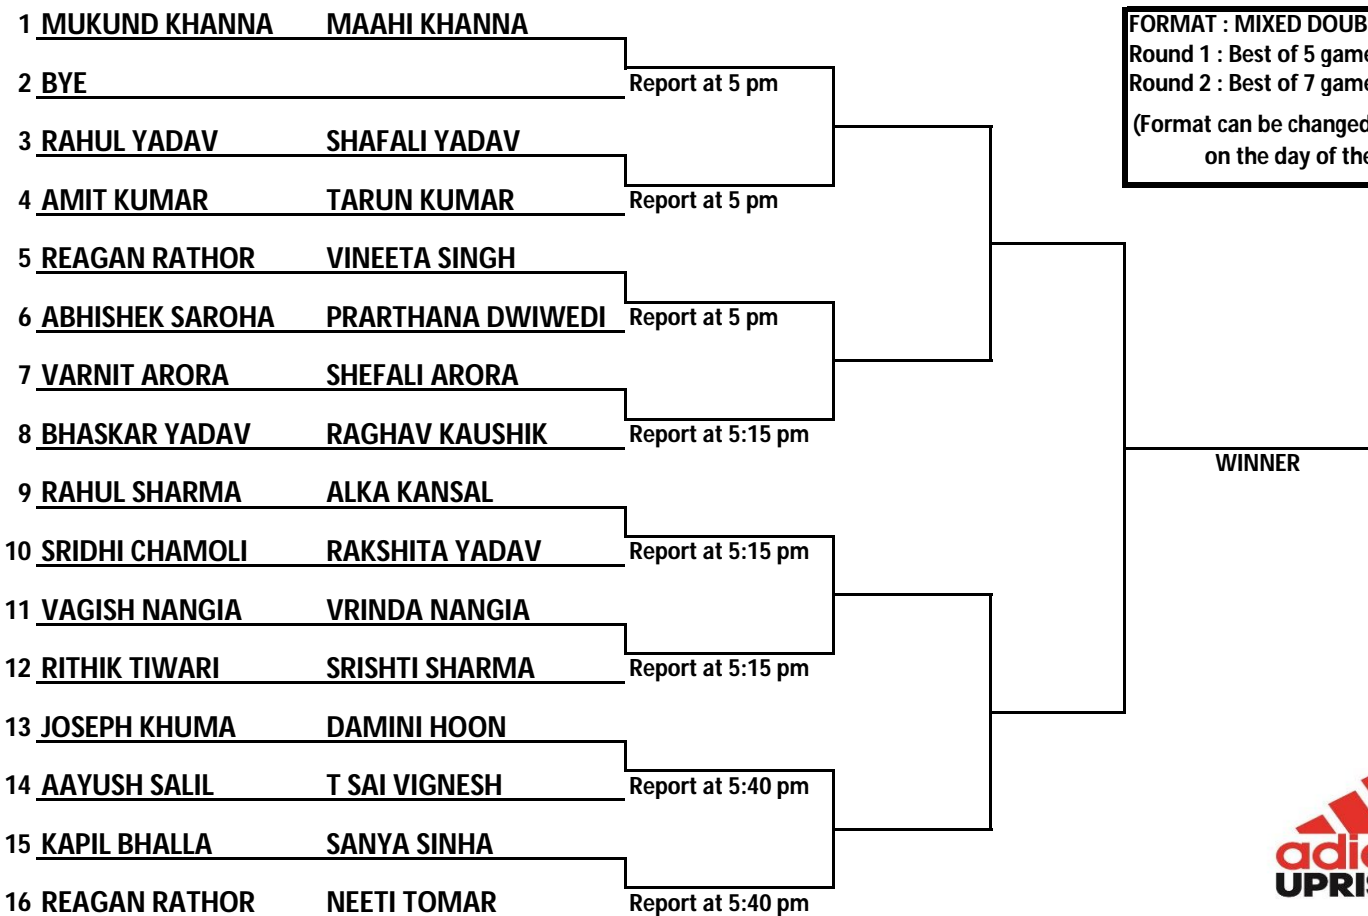 1 MUKUND KHANNA MAAHI KHANNA
2 BYE Report at 5 pm
3 RAHUL YADAV SHAFALI YADAV
4 AMIT KUMAR TARUN KUMAR Report at 5 pm
5 REAGAN RATHOR VINEETA SINGH
6 ABHISHEK SAROHA PRARTHANA DWIWEDI Report at 5 pm
7 VARNIT ARORA SHEFALI ARORA
8 BHASKAR YADAV RAGHAV KAUSHIK Report at 5:15 pm
9 RAHUL SHARMA ALKA KANSAL
10 SRIDHI CHAMOLI RAKSHITA YADAV Report at 5:15 pm
11 VAGISH NANGIA VRINDA NANGIA
12 RITHIK TIWARI SRISHTI SHARMA Report at 5:15 pm
13 JOSEPH KHUMA DAMINI HOON
14 AAYUSH SALIL T SAI VIGNESH Report at 5:40 pm
15 KAPIL BHALLA SANYA SINHA
16 REAGAN RATHOR NEETI TOMAR Report at 5:40 pm
FORMAT : MIXED DOUB
Round 1 : Best of 5 game
Round 2 : Best of 7 game
(Format can be changed
on the day of the
WINNER